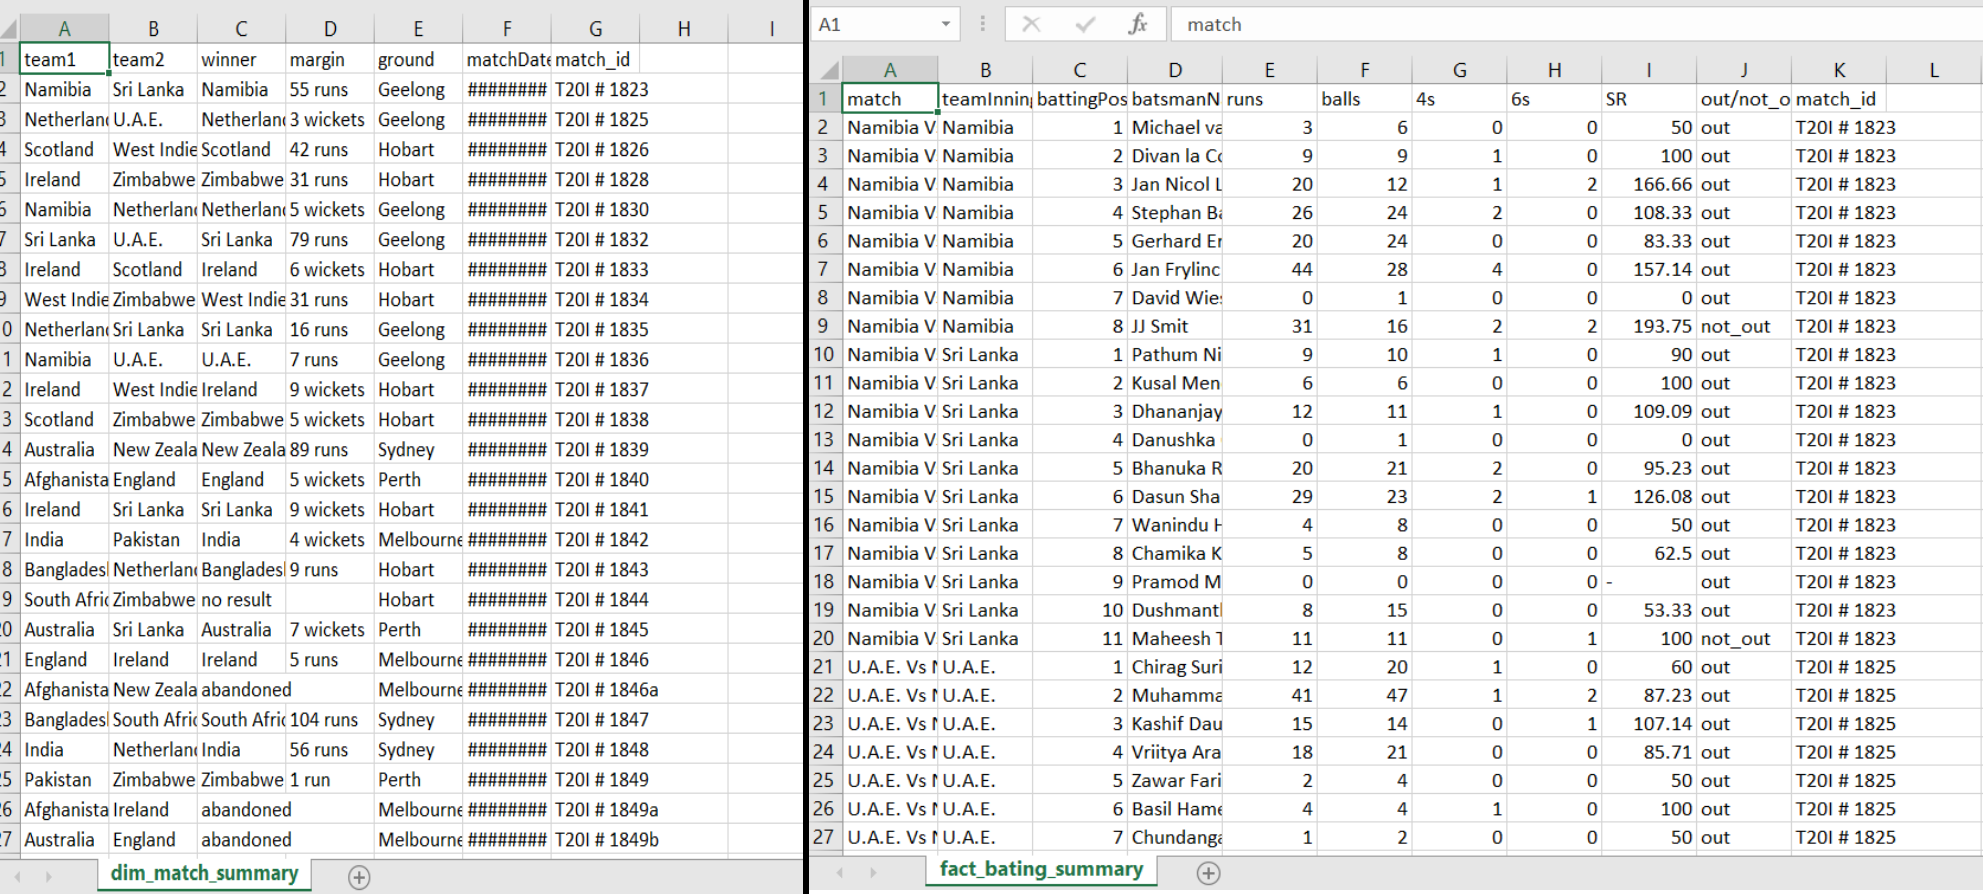 A B C D E F G H I
1 team1 team2 winner margin ground matchDate match_id
2 Namibia Sri Lanka Namibia 55 runs Geelong ######## T20I # 1823
3 Netherland U.A.E. Netherland 3 wickets Geelong ######## T20I # 1825
4 Scotland West Indie Scotland 42 runs Hobart ######## T20I # 1826
5 Ireland Zimbabwe Zimbabwe 31 runs Hobart ######## T20I # 1828
6 Namibia Netherland Netherland 5 wickets Geelong ######## T20I # 1830
7 Sri Lanka U.A.E. Sri Lanka 79 runs Geelong ######## T20I # 1832
8 Ireland Scotland Ireland 6 wickets Hobart ######## T20I # 1833
9 West Indie Zimbabwe West Indie 31 runs Hobart ######## T20I # 1834
0 Netherland Sri Lanka Sri Lanka 16 runs Geelong ######## T20I # 1835
1 Namibia U.A.E. U.A.E. 7 runs Geelong ######## T20I # 1836
2 Ireland West Indie Ireland 9 wickets Hobart ######## T20I # 1837
3 Scotland Zimbabwe Zimbabwe 5 wickets Hobart ######## T20I # 1838
4 Australia New Zeala New Zeala 89 runs Sydney ######## T20I # 1839
5 Afghanista England England 5 wickets Perth ######## T20I # 1840
6 Ireland Sri Lanka Sri Lanka 9 wickets Hobart ######## T20I # 1841
7 India Pakistan India 4 wickets Melbourne ######## T20I # 1842
8 Banglades Netherland Banglades 9 runs Hobart ######## T20I # 1843
9 South Afric Zimbabwe no result Hobart ######## T20I # 1844
20 Australia Sri Lanka Australia 7 wickets Perth ######## T20I # 1845
21 England Ireland Ireland 5 runs Melbourne ######## T20I # 1846
22 Afghanista New Zeala abandoned Melbourne ######## T20I # 1846a
23 Banglades South Afric South Afric 104 runs Sydney ######## T20I # 1847
24 India Netherland India 56 runs Sydney ######## T20I # 1848
25 Pakistan Zimbabwe Zimbabwe 1 run Perth ######## T20I # 1849
26 Afghanista Ireland abandoned Melbourne ######## T20I # 1849a
27 Australia England abandoned Melbourne ######## T20I # 1849b
dim_match_summary
A1 fx match
A B C D E F G H I J K L
1 match teamInning battingPos batsmanN runs balls 4s 6s SR out/not_o match_id
2 Namibia V Namibia 1 Michael va 3 6 0 0 50 out T20I # 1823
3 Namibia V Namibia 2 Divan la Co 9 9 1 0 100 out T20I # 1823
4 Namibia V Namibia 3 Jan Nicol L 20 12 1 2 166.66 out T20I # 1823
5 Namibia V Namibia 4 Stephan Ba 26 24 2 0 108.33 out T20I # 1823
6 Namibia V Namibia 5 Gerhard Er 20 24 0 0 83.33 out T20I # 1823
7 Namibia V Namibia 6 Jan Frylinc 44 28 4 0 157.14 out T20I # 1823
8 Namibia V Namibia 7 David Wies 0 1 0 0 0 out T20I # 1823
9 Namibia V Namibia 8 JJ Smit 31 16 2 2 193.75 not_out T20I # 1823
10 Namibia V Sri Lanka 1 Pathum Ni 9 10 1 0 90 out T20I # 1823
11 Namibia V Sri Lanka 2 Kusal Men 6 6 0 0 100 out T20I # 1823
12 Namibia V Sri Lanka 3 Dhananjay 12 11 1 0 109.09 out T20I # 1823
13 Namibia V Sri Lanka 4 Danushka 0 1 0 0 0 out T20I # 1823
14 Namibia V Sri Lanka 5 Bhanuka R 20 21 2 0 95.23 out T20I # 1823
15 Namibia V Sri Lanka 6 Dasun Sha 29 23 2 1 126.08 out T20I # 1823
16 Namibia V Sri Lanka 7 Wanindu H 4 8 0 0 50 out T20I # 1823
17 Namibia V Sri Lanka 8 Chamika K 5 8 0 0 62.5 out T20I # 1823
18 Namibia V Sri Lanka 9 Pramod M 0 0 0 0 - out T20I # 1823
19 Namibia V Sri Lanka 10 Dushmant 8 15 0 0 53.33 out T20I # 1823
20 Namibia V Sri Lanka 11 Maheesh T 11 11 0 1 100 not_out T20I # 1823
21 U.A.E. Vs N U.A.E. 1 Chirag Suri 12 20 1 0 60 out T20I # 1825
22 U.A.E. Vs N U.A.E. 2 Muhamma 41 47 1 2 87.23 out T20I # 1825
23 U.A.E. Vs N U.A.E. 3 Kashif Dau 15 14 0 1 107.14 out T20I # 1825
24 U.A.E. Vs N U.A.E. 4 Vriitya Ara 18 21 0 0 85.71 out T20I # 1825
25 U.A.E. Vs N U.A.E. 5 Zawar Fari 2 4 0 0 50 out T20I # 1825
26 U.A.E. Vs N U.A.E. 6 Basil Hame 4 4 1 0 100 out T20I # 1825
27 U.A.E. Vs N U.A.E. 7 Chundanga 1 2 0 0 50 out T20I # 1825
fact_bating_summary